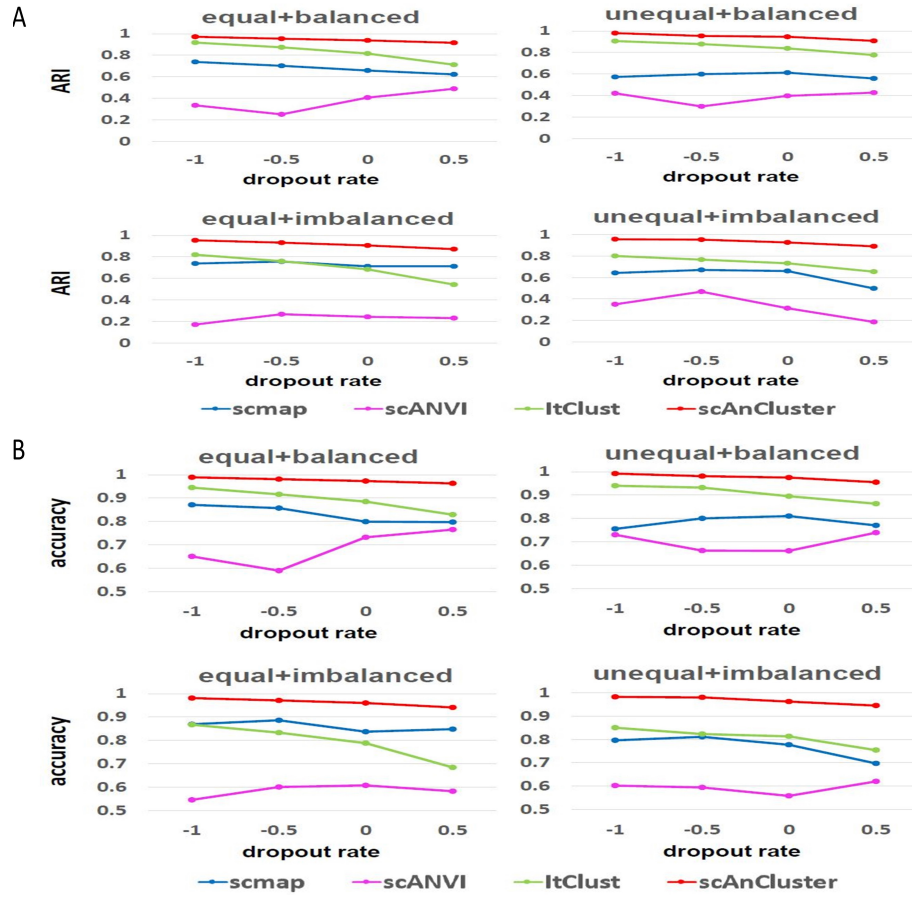 A
equal+balanced
unequal+balanced
ARI
1
0.8
0.6
0.4
0.2
0
-1 -0.5 0 0.5
dropout rate
1
0.8
0.6
0.4
0.2
0
-1 -0.5 0 0.5
dropout rate
equal+imbalanced
unequal+imbalanced
ARI
1
0.8
0.6
0.4
0.2
0
-1 -0.5 0 0.5
dropout rate
1
0.8
0.6
0.4
0.2
0
-1 -0.5 0 0.5
dropout rate
scmap scANVI ItClust scAnCluster
B
equal+balanced
unequal+balanced
accuracy
1
0.9
0.8
0.7
0.6
0.5
-1 -0.5 0 0.5
dropout rate
1
0.9
0.8
0.7
0.6
0.5
-1 -0.5 0 0.5
dropout rate
equal+imbalanced
unequal+imbalanced
accuracy
1
0.9
0.8
0.7
0.6
0.5
-1 -0.5 0 0.5
dropout rate
1
0.9
0.8
0.7
0.6
0.5
-1 -0.5 0 0.5
dropout rate
scmap scANVI ItClust scAnCluster